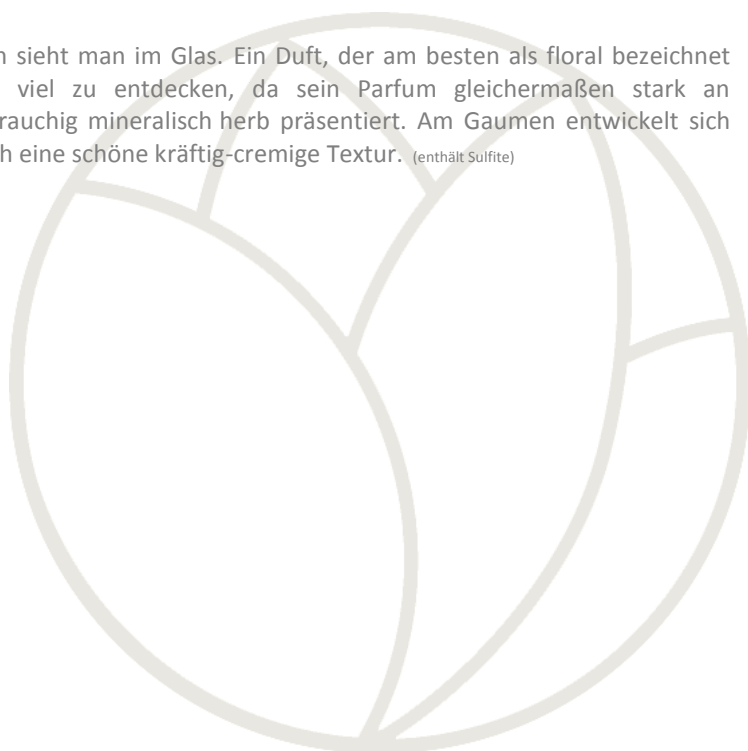 sieht man im Glas. Ein Duft, der am besten als floral bezeichnet
viel zu entdecken, da sein Parfum gleichermaßen stark an
rauchig mineralisch herb präsentiert. Am Gaumen entwickelt sich
eine schöne kräftig-cremige Textur. (enthält Sulfite)